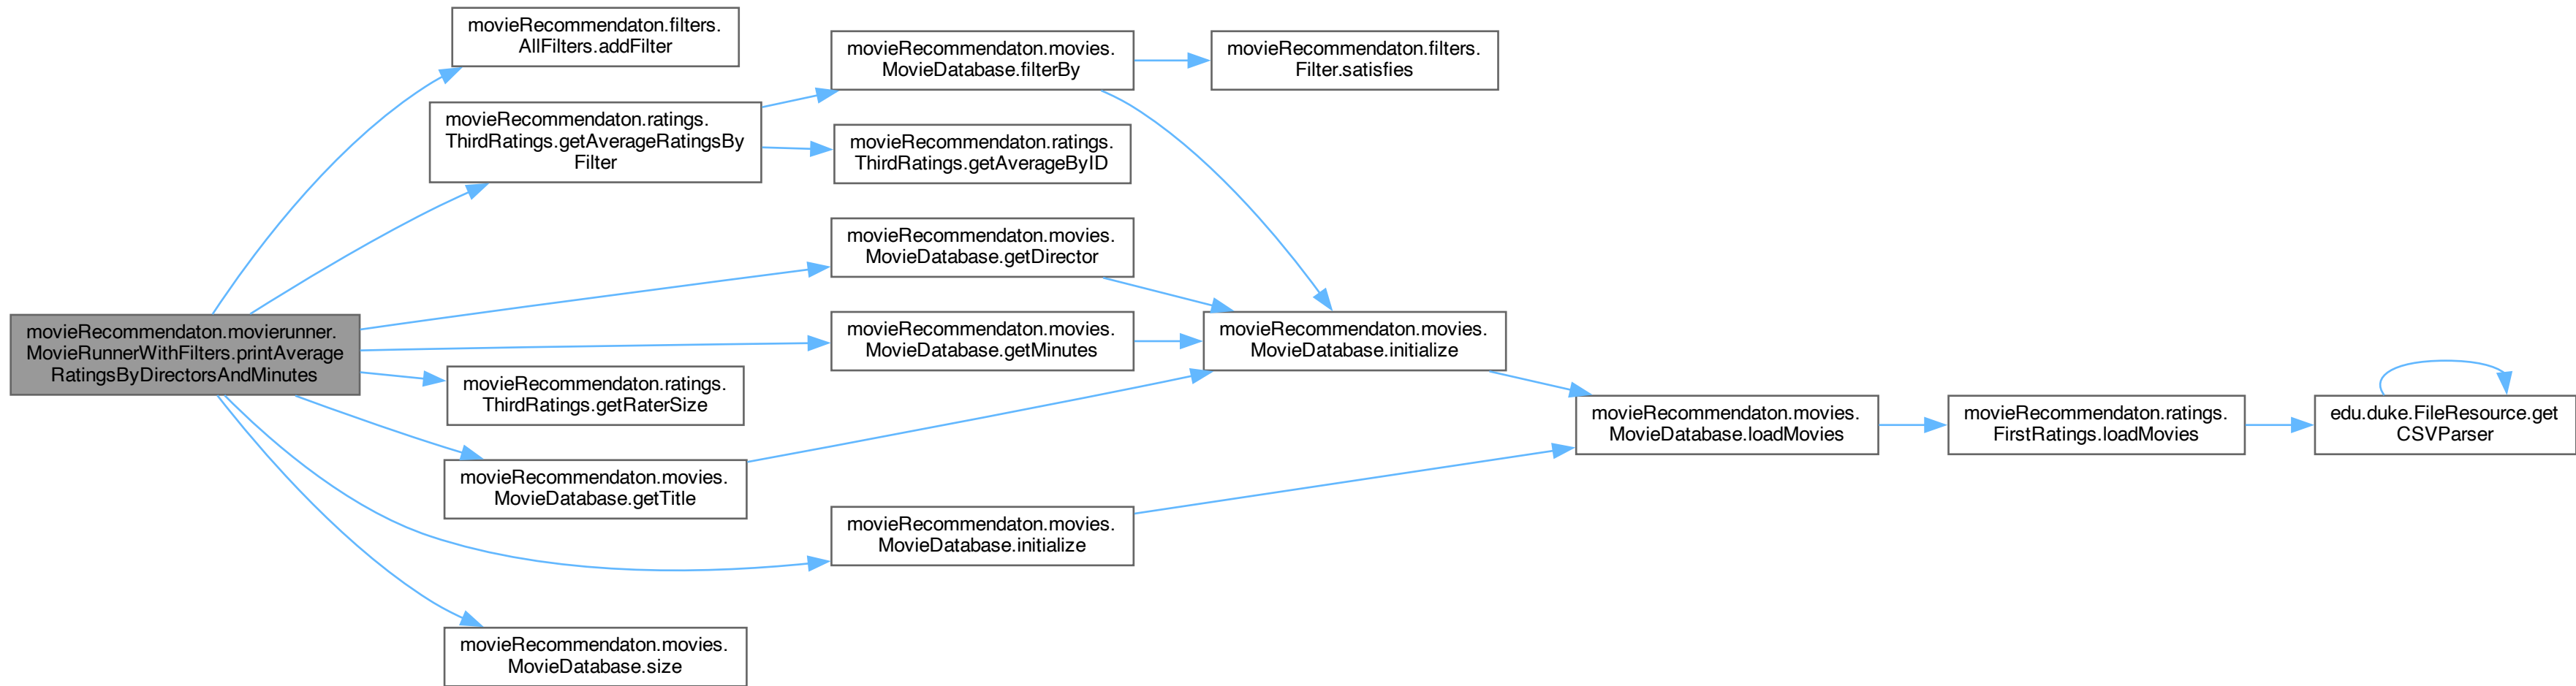 movieRecommendaton.movierunner.
MovieRunnerWithFilters.printAverage
RatingsByDirectorsAndMinutes
movieRecommendaton.filters.
AllFilters.addFilter
movieRecommendaton.ratings.
ThirdRatings.getAverageRatingsBy
Filter
movieRecommendaton.movies.
MovieDatabase.filterBy
movieRecommendaton.filters.
Filter.satisfies
movieRecommendaton.ratings.
ThirdRatings.getAverageByID
movieRecommendaton.movies.
MovieDatabase.getDirector
movieRecommendaton.movies.
MovieDatabase.getMinutes
movieRecommendaton.movies.
MovieDatabase.initialize
movieRecommendaton.ratings.
ThirdRatings.getRaterSize
movieRecommendaton.movies.
MovieDatabase.getTitle
movieRecommendaton.movies.
MovieDatabase.initialize
movieRecommendaton.movies.
MovieDatabase.loadMovies
movieRecommendaton.ratings.
FirstRatings.loadMovies
edu.duke.FileResource.get
CSVParser
movieRecommendaton.movies.
MovieDatabase.size